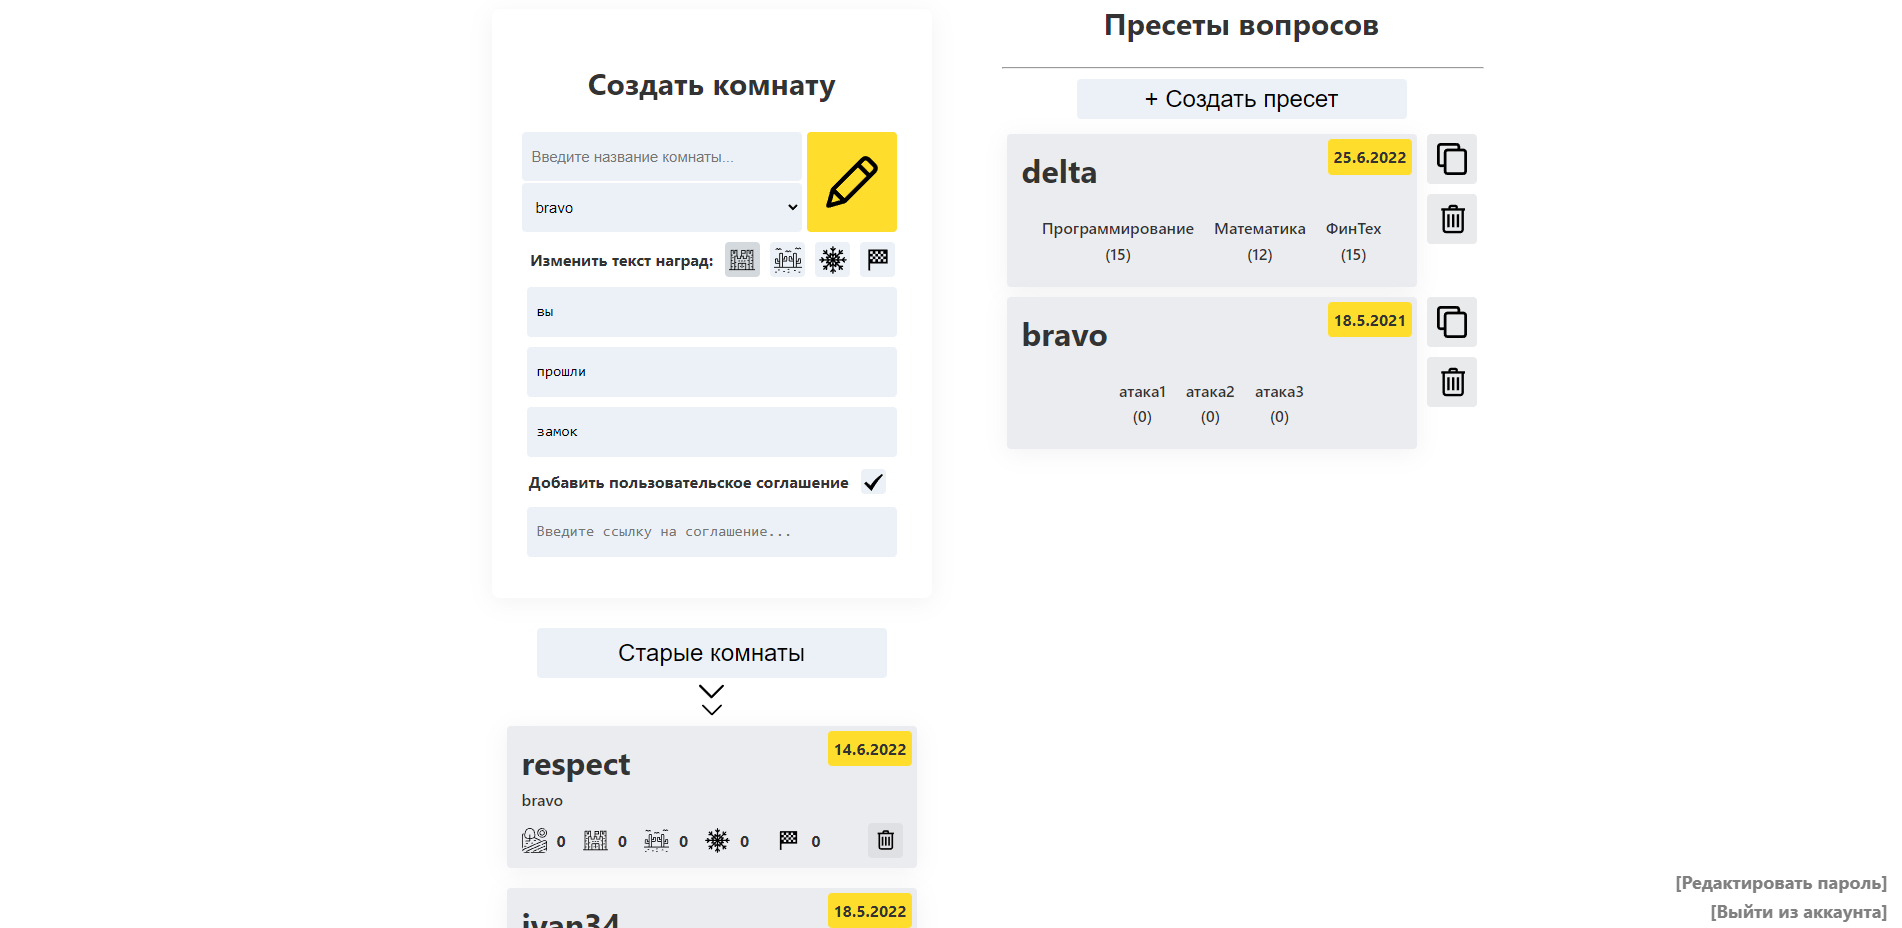 Создать комнату
Введите название комнаты...
bravo
Изменить текст наград:
вы
прошли
замок
Добавить пользовательское соглашение
Введите ссылку на соглашение...
Старые комнаты
14.6.2022
respect
bravo
0 0 0 0 0
18.5.2022
ivan34
Пресеты вопросов
+ Создать пресет
25.6.2022
delta
Программирование Математика ФинТех
(15) (12) (15)
18.5.2021
bravo
атака1 атака2 атака3
(0) (0) (0)
[Редактировать пароль]
[Выйти из аккаунта]